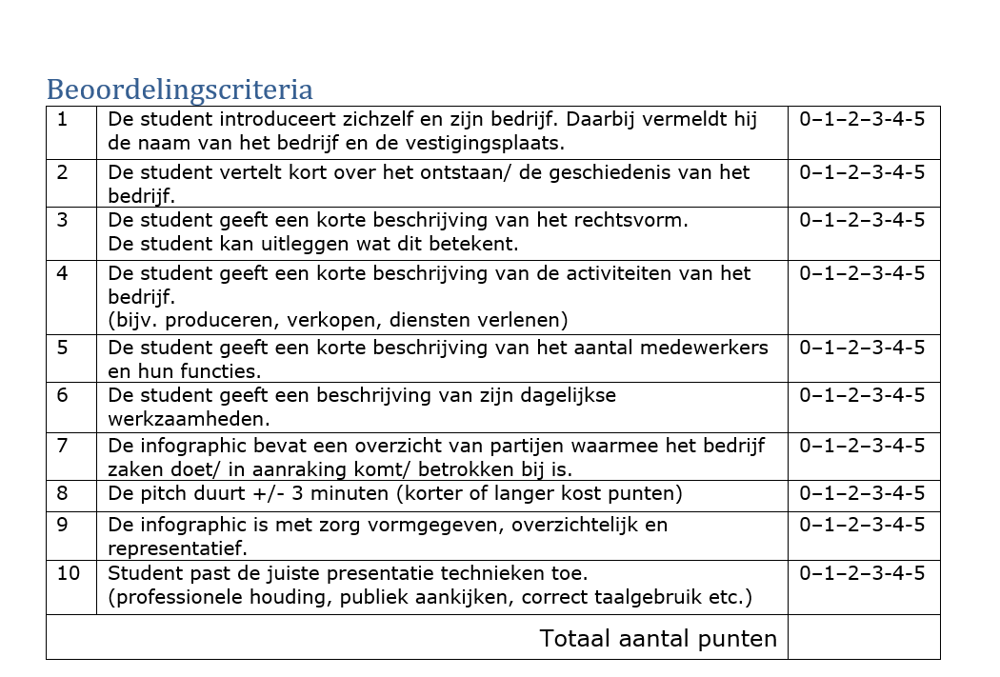 Beoordelingscriteria
1 De student introduceert zichzelf en zijn bedrijf. Daarbij vermeldt hij 0–1–2–3-4-5
de naam van het bedrijf en de vestigingsplaats.
2 De student vertelt kort over het ontstaan/ de geschiedenis van het 0–1–2–3-4-5
bedrijf.
3 De student geeft een korte beschrijving van het rechtsvorm. 0–1–2–3-4-5
De student kan uitleggen wat dit betekent.
4 De student geeft een korte beschrijving van de activiteiten van het 0–1–2–3-4-5
bedrijf.
(bijv. produceren, verkopen, diensten verlenen)
5 De student geeft een korte beschrijving van het aantal medewerkers 0–1–2–3-4-5
en hun functies.
6 De student geeft een beschrijving van zijn dagelijkse 0–1–2–3-4-5
werkzaamheden.
7 De infographic bevat een overzicht van partijen waarmee het bedrijf 0–1–2–3-4-5
zaken doet/ in aanraking komt/ betrokken bij is.
8 De pitch duurt +/- 3 minuten (korter of langer kost punten) 0–1–2–3-4-5
9 De infographic is met zorg vormgegeven, overzichtelijk en 0–1–2–3-4-5
representatief.
10 Student past de juiste presentatie technieken toe. 0–1–2–3-4-5
(professionele houding, publiek aankijken, correct taalgebruik etc.)
Totaal aantal punten